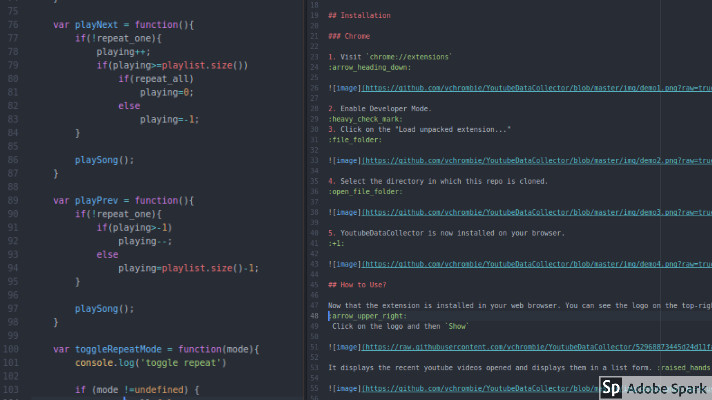 75
76 var playNext = function(){
77 if(!repeat_one){
78 playing++;
79 if(playing>=playlist.size())
80 if(repeat_all)
81 playing=0;
82 else
83 playing=-1;
84 }
85
86 playSong();
87 }
88
89 var playPrev = function(){
90 if(!repeat_one){
91 if(playing>-1)
92 playing--;
93 else
94 playing=playlist.size()-1;
95 }
96
97 playSong();
98 }
99
100 var toggleRepeatMode = function(mode){
101 console.log('toggle repeat')
102
103 if (mode !=undefined) {
18
19 ## Installation
20
21 ### Chrome
22
23 1. Visit `chrome://extensions`
24 :arrow_heading_down:
25
26 ![image](https://github.com/vchrombie/YoutubeDataCollector/blob/master/img/demo1.png?raw=tru
27
28 2. Enable Developer Mode.
29 :heavy_check_mark:
30 3. Click on the "Load unpacked extension..."
31 :file_folder:
32
33 ![image](https://github.com/vchrombie/YoutubeDataCollector/blob/master/img/demo2.png?raw=tru
34
35 4. Select the directory in which this repo is cloned.
36 :open_file_folder:
37
38 ![image](https://github.com/vchrombie/YoutubeDataCollector/blob/master/img/demo3.png?raw=tru
39
40 5. YoutubeDataCollector is now installed on your browser.
41 :+1:
42
43 ![image](https://github.com/vchrombie/YoutubeDataCollector/blob/master/img/demo4.png?raw=tru
44
45 ## How to Use?
46
47 Now that the extension is installed in your web browser. You can see the logo on the top-righ
48 :arrow_upper_right:
49 Click on the logo and then `Show`
50
51 ![image](https://raw.githubusercontent.com/vchrombie/YoutubeDataCollector/52968873445d24d11f
52
53 It displays the recent youtube videos opened and displays them in a list form. :raised_hands
54
55 ![image](https://github.com/vchrombie/YoutubeDataCollector/blob/master/img/
Sp Adobe Spark